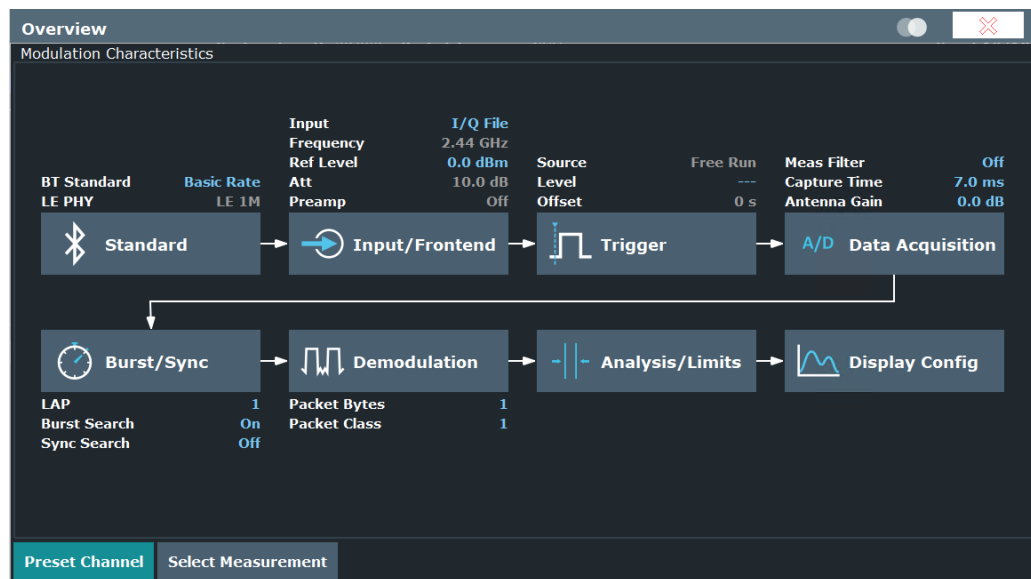 Overview
Modulation Characteristics
BT Standard Basic Rate
LE PHY LE 1M
Standard
Input I/Q File
Frequency 2.44 GHz
Ref Level 0.0 dBm
Att 10.0 dB
Preamp Off
Input/Frontend
Source Free Run
Level ---
Offset 0 s
Trigger
Meas Filter Off
Capture Time 7.0 ms
Antenna Gain 0.0 dB
A/D Data Acquisition
Burst/Sync
LAP 1
Burst Search On
Sync Search Off
Demodulation
Packet Bytes 1
Packet Class 1
Analysis/Limits
Display Config
Preset Channel
Select Measurement